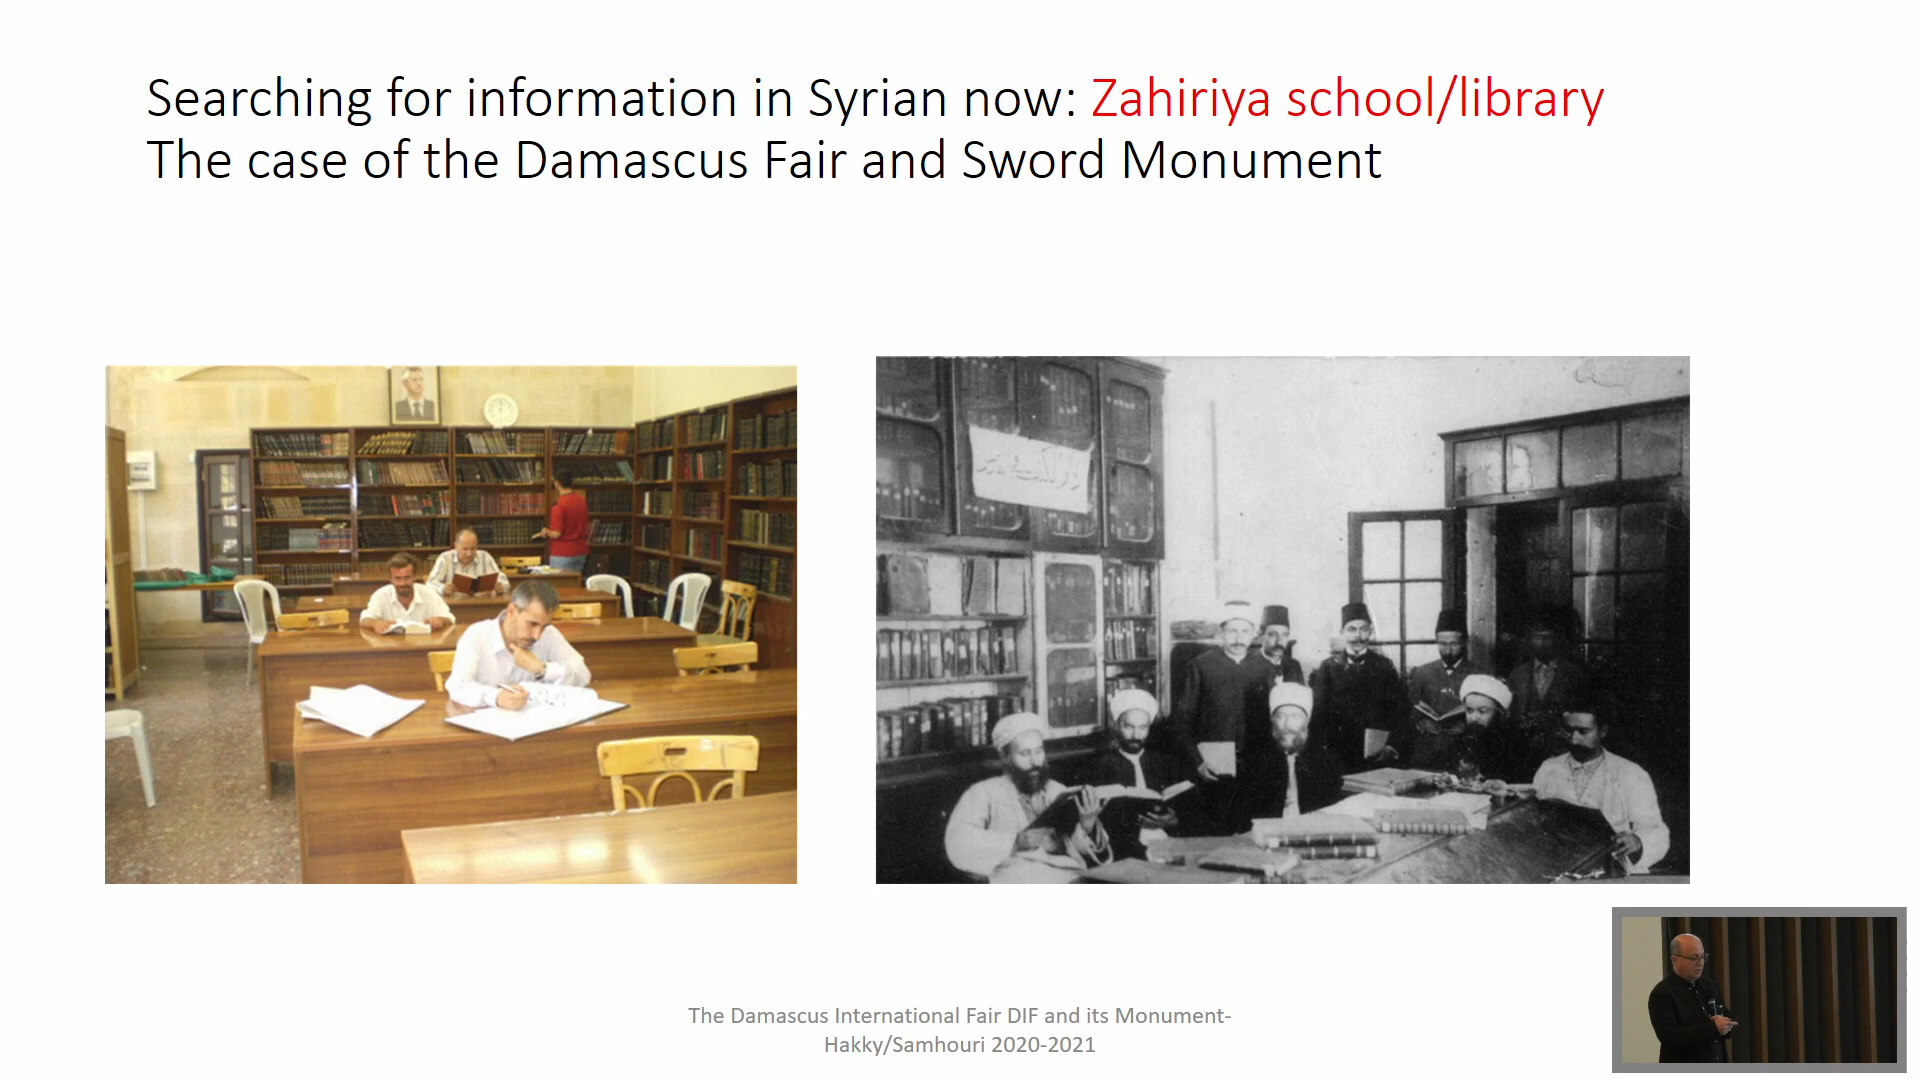 Searching for information in Syrian now: Zahiriya school/library
The case of the Damascus Fair and Sword Monument
The Damascus International Fair DIF and its Monument-
Hakky/Samhouri 2020-2021